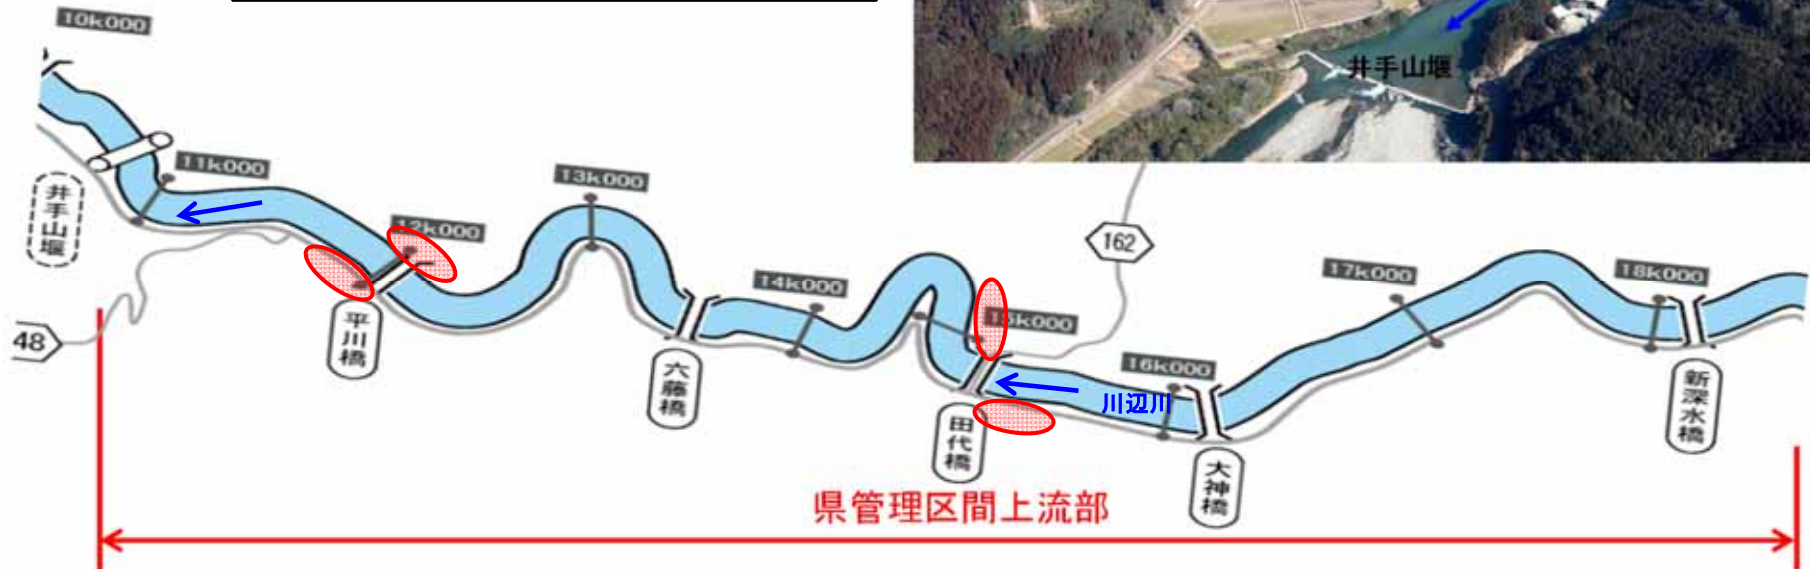 10k000
井手山堰
11k000
井手山堰
13k000
12k000
162
14k000
17k000
18k000
15k000
48
平川橋
六藤橋
16k000
川辺川
田代橋
大神橋
新深水橋
県管理区間上流部